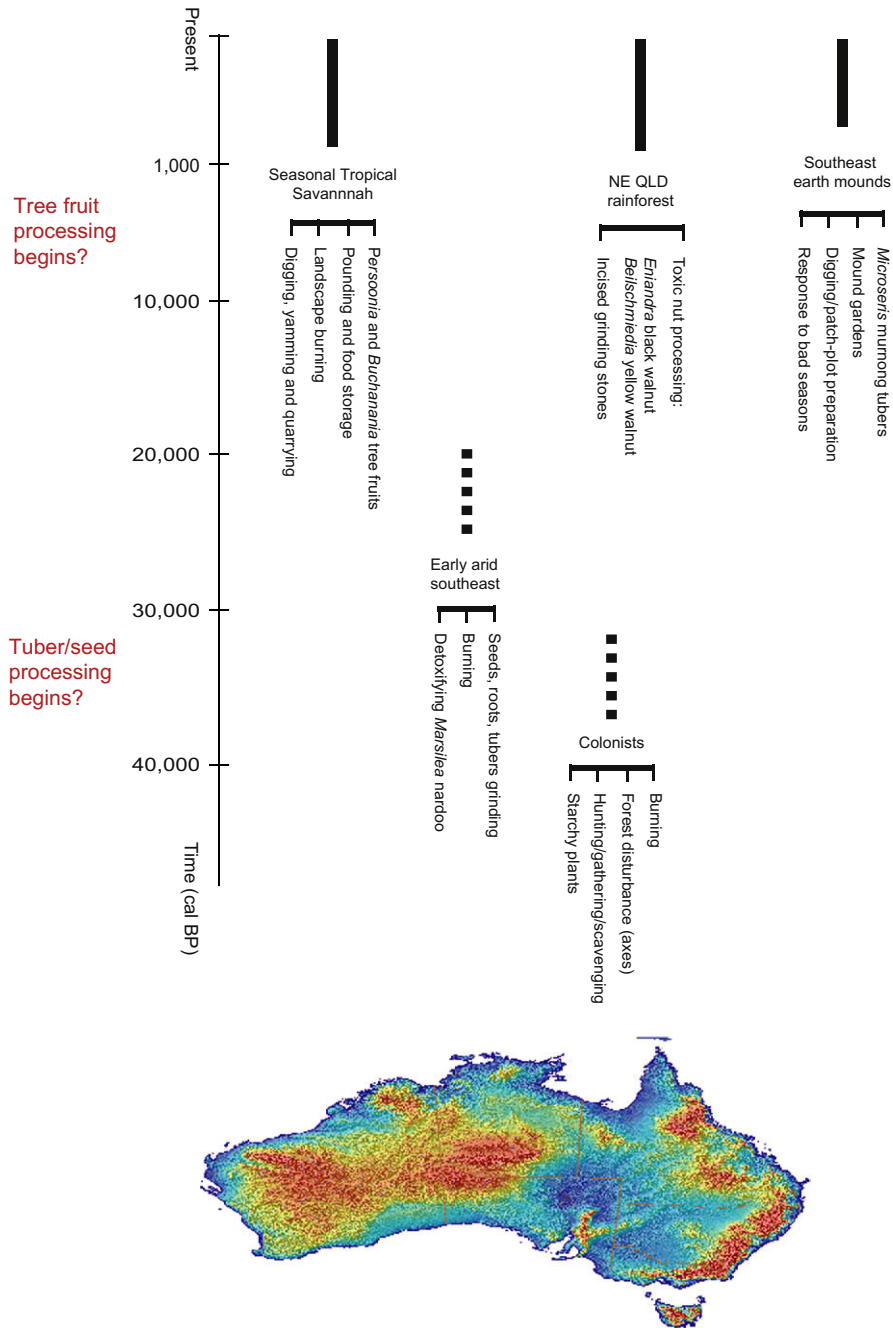 Present
1,000
10,000
20,000
30,000
40,000
Time (cal BP)
Tree fruit
processing
begins?
Tuber/seed
processing
begins?
Seasonal Tropical
Savannnah
Digging, yamming and quarrying
Landscape burning
Pounding and food storage
Persoonia and Buchanania tree fruits
NE QLD
rainforest
Incised grinding stones
Beilschmiedia yellow walnut
Eniandra black walnut
Toxic nut processing:
Southeast
earth mounds
Response to bad seasons
Digging/patch-plot preparation
Mound gardens
Microseris murnong tubers
Early arid
southeast
Detoxifying Marsilea nardoo
Burning
Seeds, roots, tubers grinding
Colonists
Starchy plants
Hunting/gathering/scavenging
Forest disturbance (axes)
Burning